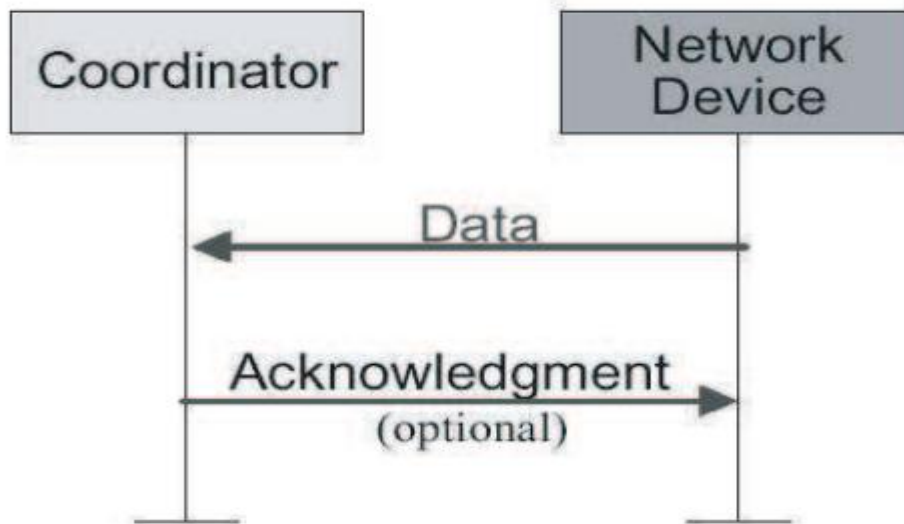 Coordinator
Network
Device
Data
Acknowledgment
(optional)